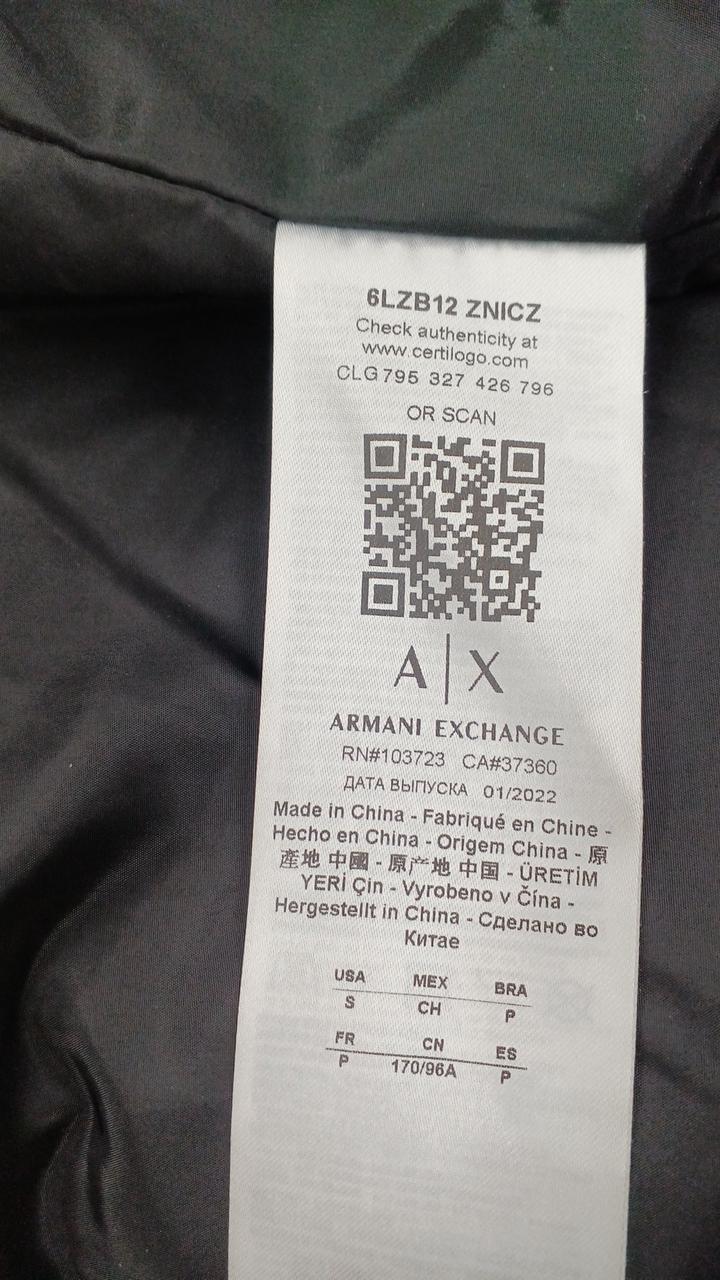 6LZB12 ZNICZ
Check authenticity at
www.certilogo.com
CLG 795 327 426 796
OR SCAN
A|X
ARMANI EXCHANGE
RN#103723 CA#37360
ДАТА ВЫПУСКА 01/2022
Made in China - Fabriqué en Chine -
Hecho en China - Origem China - 原
產地 中國 - 原产地 中国 - ÜRETİM
YERİ Çin - Vyrobeno v Čína -
Hergestellt in China - Сделано во
Китае
USA MEX BRA
S CH P
FR CN ES
P 170/96A P